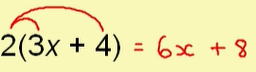 2(3x + 4) = 6x + 8